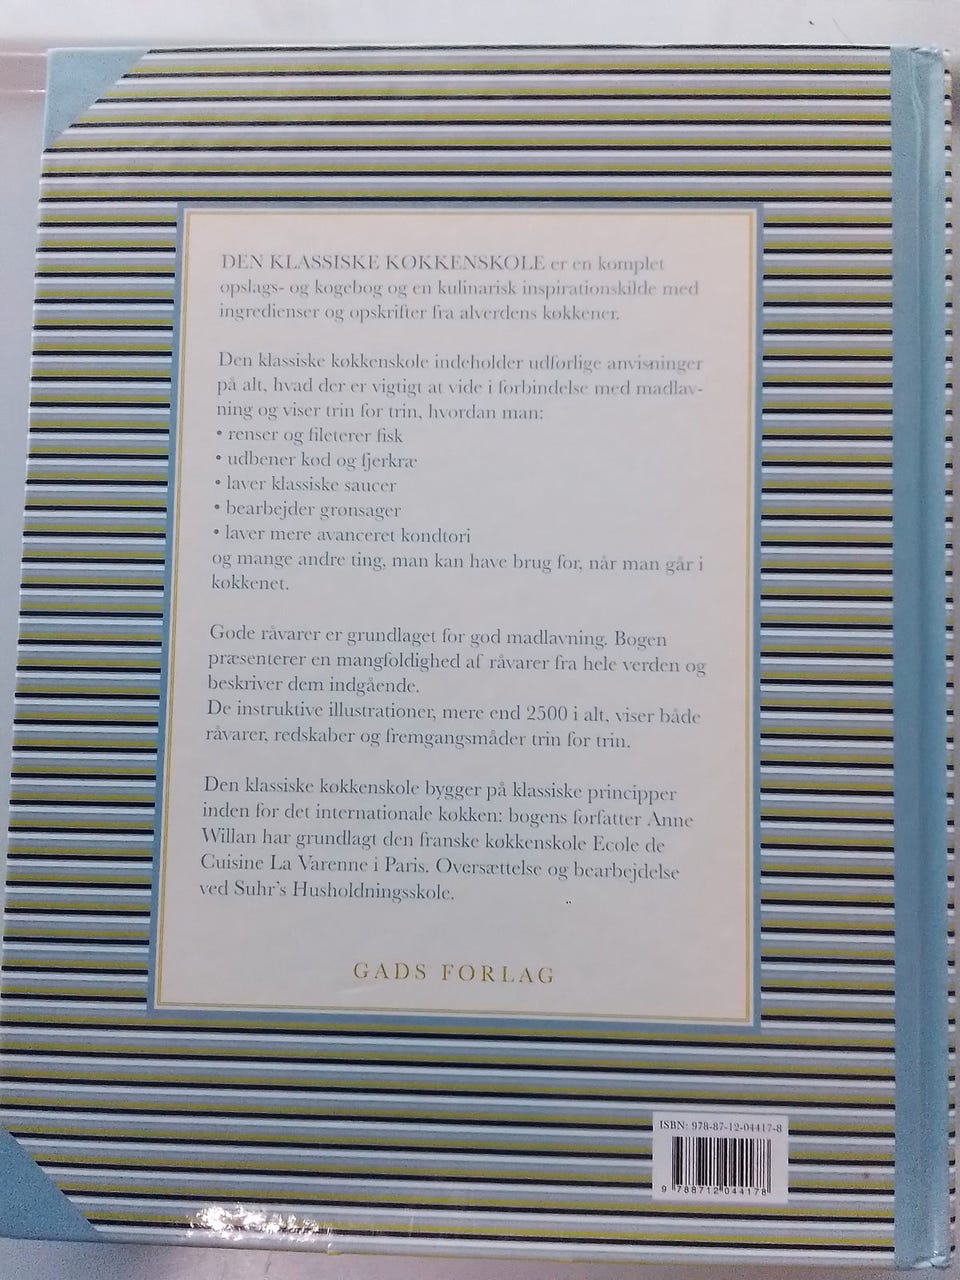 DEN KLASSISKE KØKKENSKOLE er en komplet
opslags- og kogebog og en kulinarisk inspirationskilde med
ingredienser og opskrifter fra alverdens køkkener.
Den klassiske køkkenskole indeholder udførlige anvisninger
på alt, hvad der er vigtigt at vide i forbindelse med madlav-
ning og viser trin for trin, hvordan man:
• renser og fileterer fisk
• udbener kød og fjerkræ
• laver klassiske saucer
• bearbejder grønsager
• laver mere avanceret kondtori
og mange andre ting, man kan have brug for, når man går i
køkkenet.
Gode råvarer er grundlaget for god madlavning. Bogen
præsenterer en mangfoldighed af råvarer fra hele verden og
beskriver dem indgående.
De instruktive illustrationer, mere end 2500 i alt, viser både
råvarer, redskaber og fremgangsmåder trin for trin.
Den klassiske køkkenskole bygger på klassiske principper
inden for det internationale køkken: bogens forfatter Anne
Willan har grundlagt den franske køkkenskole Ecole de
Cuisine La Varenne i Paris. Oversættelse og bearbejdelse
ved Suhr's Husholdningsskole.
GADS FORLAG
ISBN: 978-87-12-04417-8
9 788712 044178